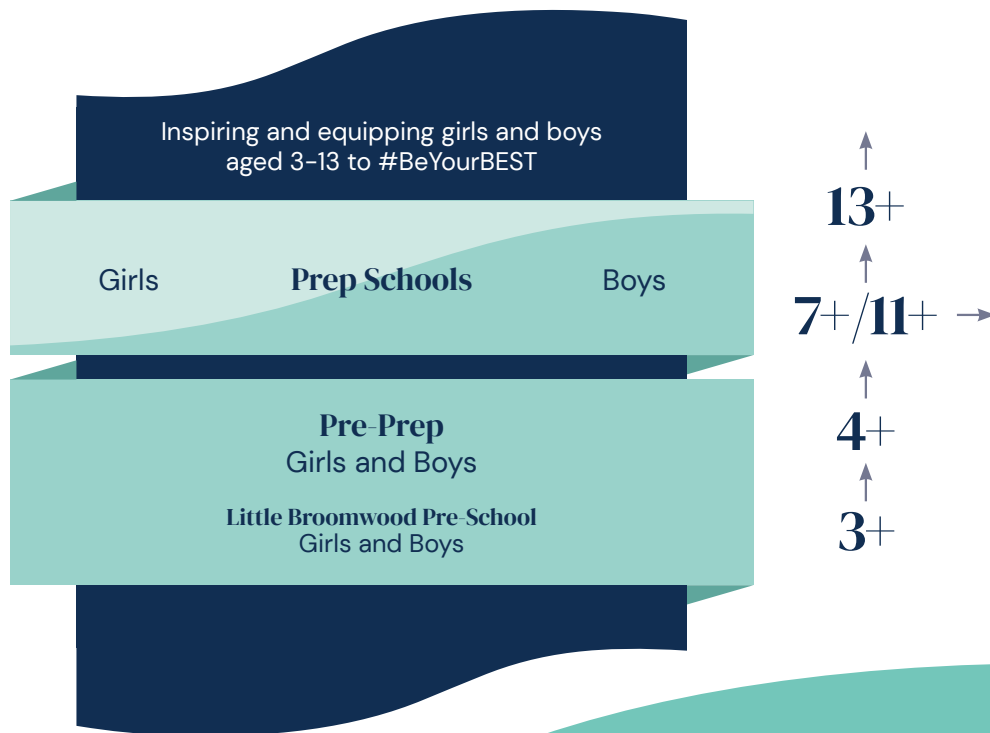 Inspiring and equipping girls and boys
aged 3-13 to #BeYourBEST
13+
Girls
Prep Schools
Boys
7+/11+
Pre-Prep
Girls and Boys
4+
Little Broomwood Pre-School
Girls and Boys
3+